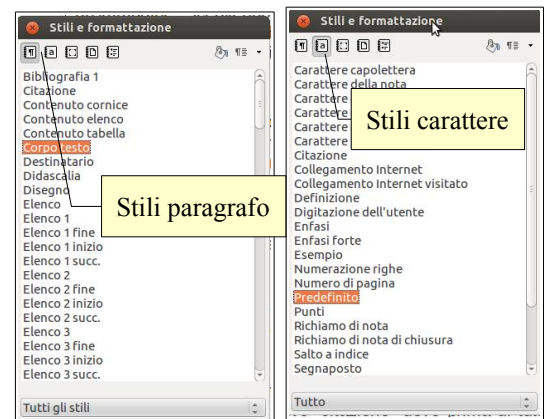 Stili e formattazione
Bibliografia 1
Citazione
Contenuto cornice
Contenuto elenco
Contenuto tabella
Corpo testo
Destinatario
Didascalia
Disegno
Elenco
Elenco 1
Elenco 1 fine
Elenco 1 inizio
Elenco 1 succ.
Elenco 2
Elenco 2 fine
Elenco 2 inizio
Elenco 2 succ.
Elenco 3
Elenco 3 fine
Elenco 3 inizio
Elenco 3 succ.
Tutti gli stili
Stili paragrafo
Stili e formattazione
Carattere capolettera
Carattere della nota
Carattere
Carattere
Carattere
Carattere
Citazione
Collegamento Internet
Collegamento Internet visitato
Definizione
Digitazione dell'utente
Enfasi
Enfasi forte
Esempio
Numerazione righe
Numero di pagina
Predefinito
Punti
Richiamo di nota
Richiamo di nota di chiusura
Salto a indice
Segnaposto
Tutto
Stili carattere